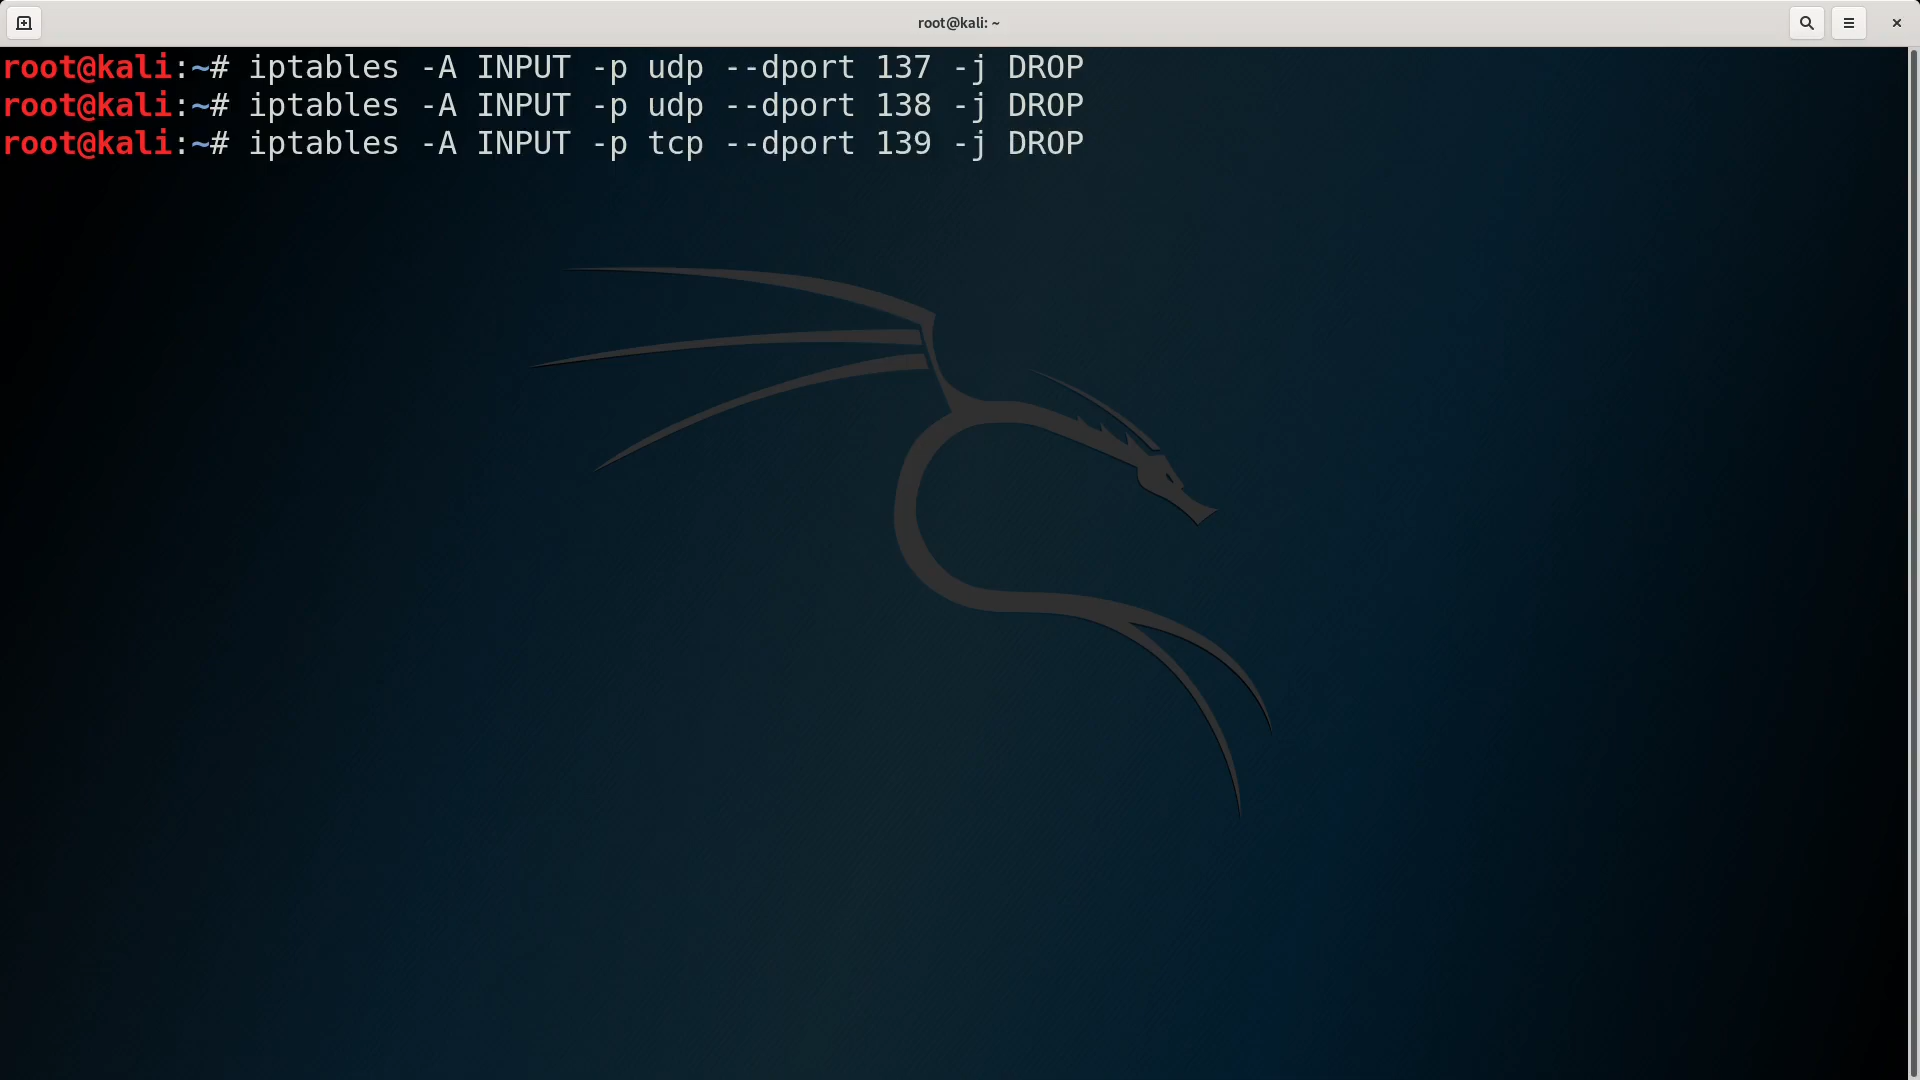 root@kali: ~
root@kali:~# iptables -A INPUT -p udp --dport 137 -j DROP
root@kali:~# iptables -A INPUT -p udp --dport 138 -j DROP
root@kali:~# iptables -A INPUT -p tcp --dport 139 -j DROP